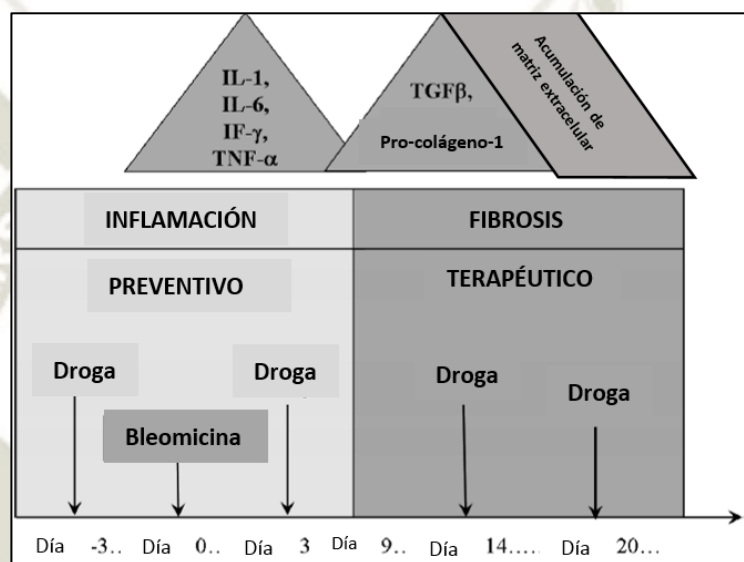 IL-1,
IL-6,
IF-γ,
TNF-α
TGFβ,
Pro-colágeno-1
Acumulación de
matriz extracelular
INFLAMACIÓN
FIBROSIS
PREVENTIVO
TERAPÉUTICO
Droga
Droga
Droga
Droga
Bleomicina
Día -3.. Día 0.. Día 3 Día 9.. Día 14..... Día 20...